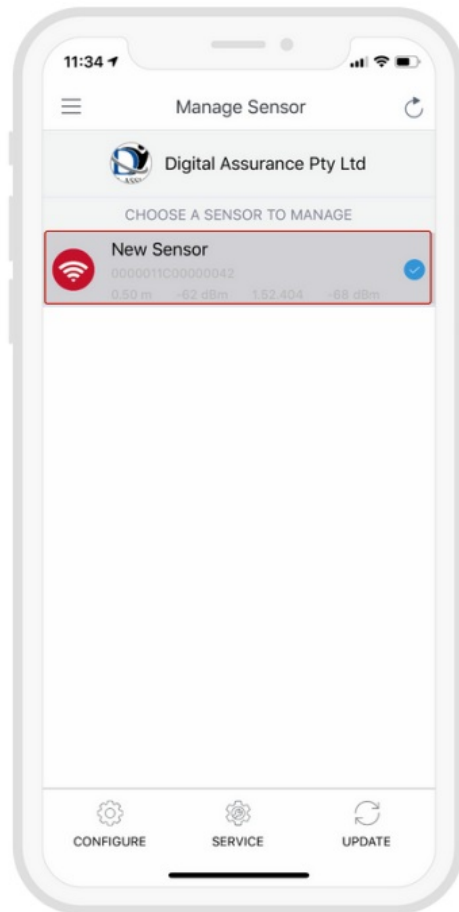 11:34
Manage Sensor
Digital Assurance Pty Ltd
CHOOSE A SENSOR TO MANAGE
New Sensor
0000011C00000042
0.50 m -62 dBm 1.52.404 -68 dBm
CONFIGURE SERVICE UPDATE